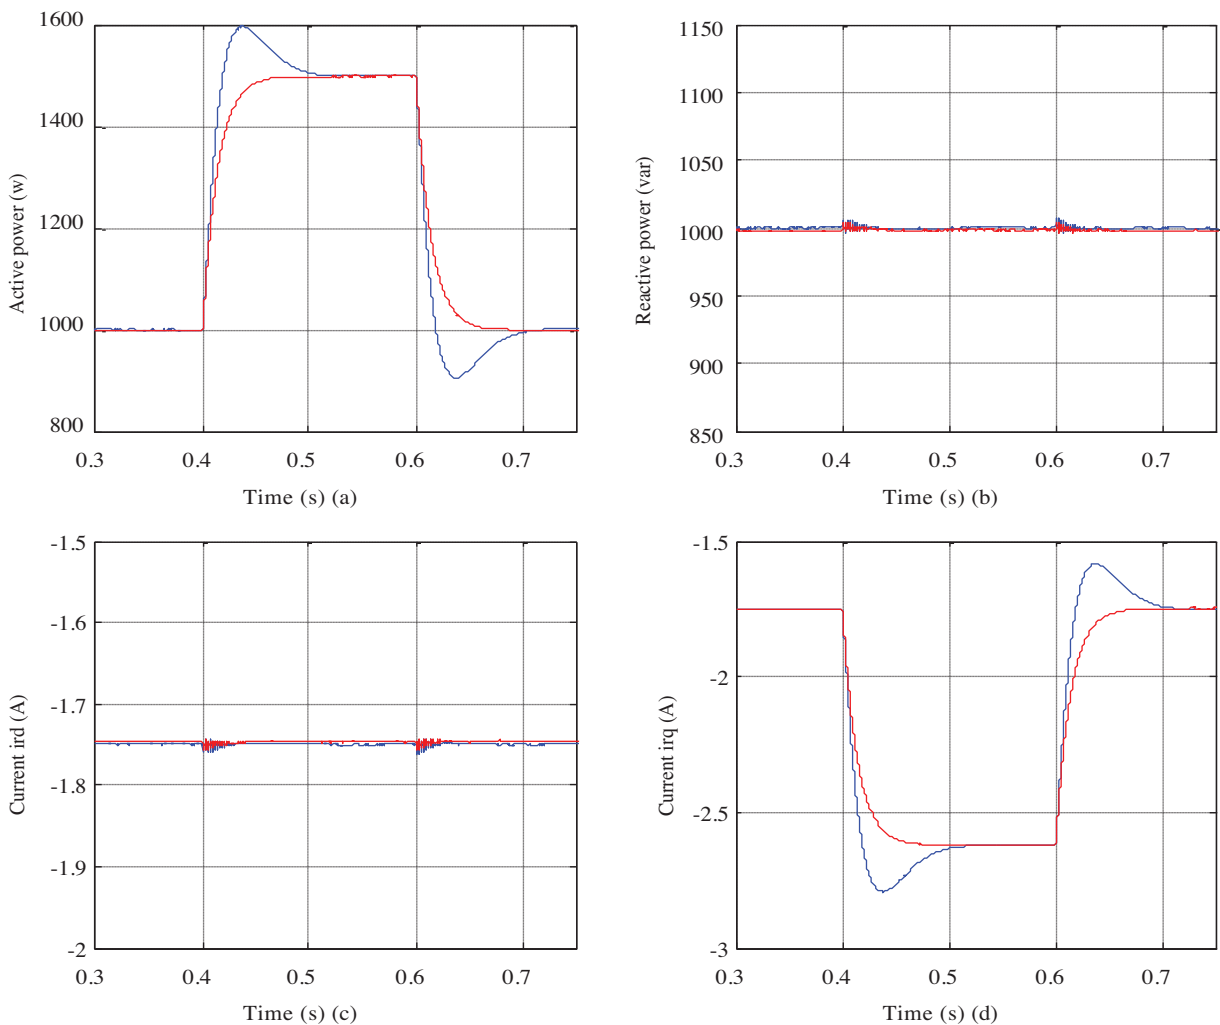 1600
1400
1200
1000
800
Active power (w)
0.3 0.4 0.5 0.6 0.7
Time (s) (a)
1150
1100
1050
1000
950
900
850
Reactive power (var)
0.3 0.4 0.5 0.6 0.7
Time (s) (b)
-1.5
-1.6
-1.7
-1.8
-1.9
-2
Current ird (A)
0.3 0.4 0.5 0.6 0.7
Time (s) (c)
-1.5
-2
-2.5
-3
Current irq (A)
0.3 0.4 0.5 0.6 0.7
Time (s) (d)